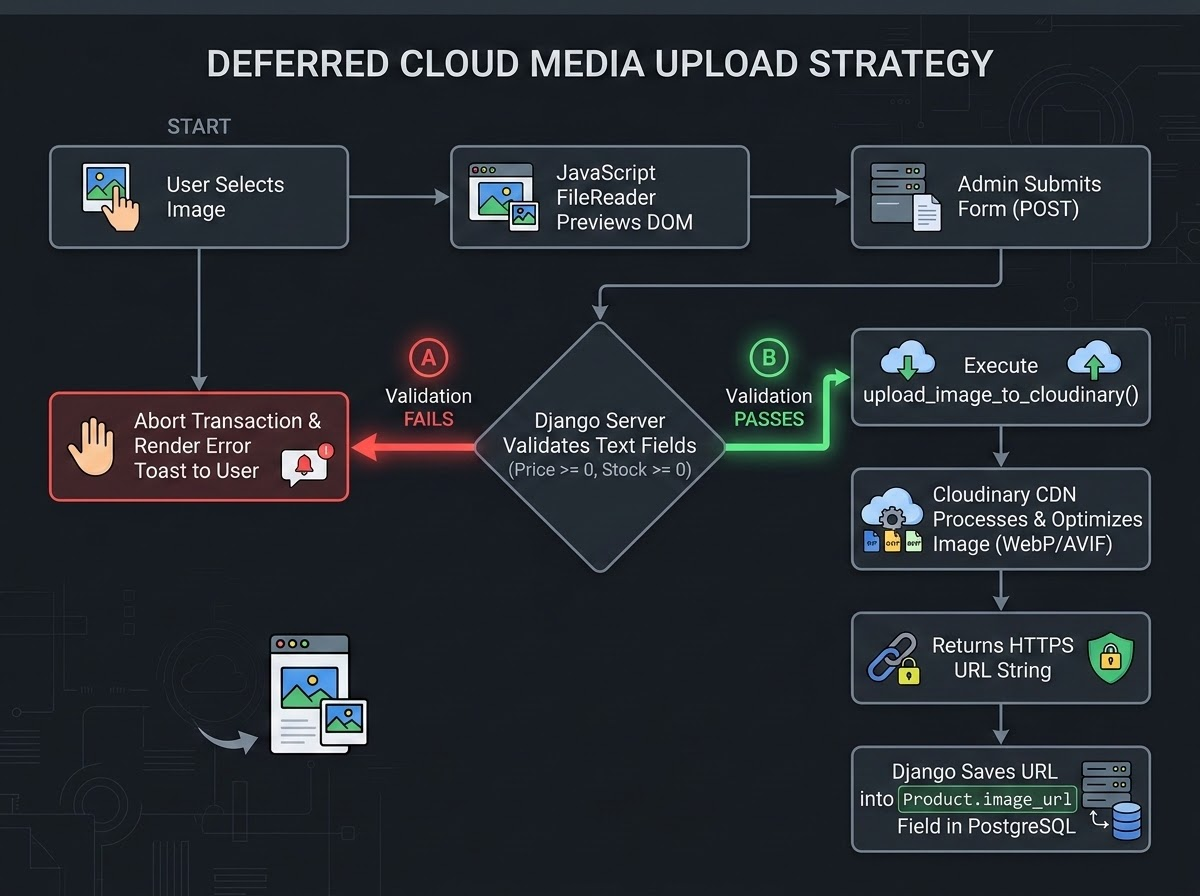 DEFERRED CLOUD MEDIA UPLOAD STRATEGY
START
User Selects
Image
JavaScript
FileReader
Previews DOM
Admin Submits
Form (POST)
A
Validation
FAILS
B
Validation
PASSES
Abort Transaction &
Render Error
Toast to User
Django Server
Validates Text Fields
(Price >= 0, Stock >= 0)
Execute
upload_image_to_cloudinary()
Cloudinary CDN
Processes & Optimizes
Image (WebP/AVIF)
Returns HTTPS
URL String
Django Saves URL
into Product.image_url
Field in PostgreSQL